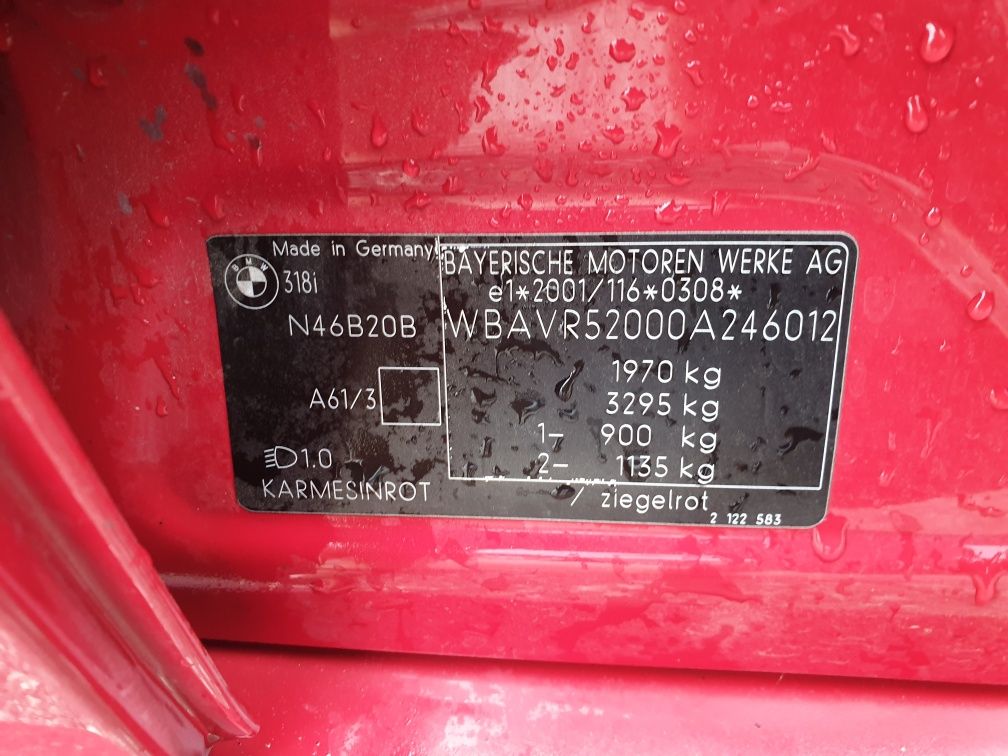 Made in Germany
BMW
318i
N46B20B
A61/3
1.0
KARMESINROT
BAYERISCHE MOTOREN WERKE AG
e1*2001/116*0308*
WBAVR52000A246012
1970 kg
3295 kg
1- 900 kg
2- 1135 kg
/ ziegelrot
2 122 583